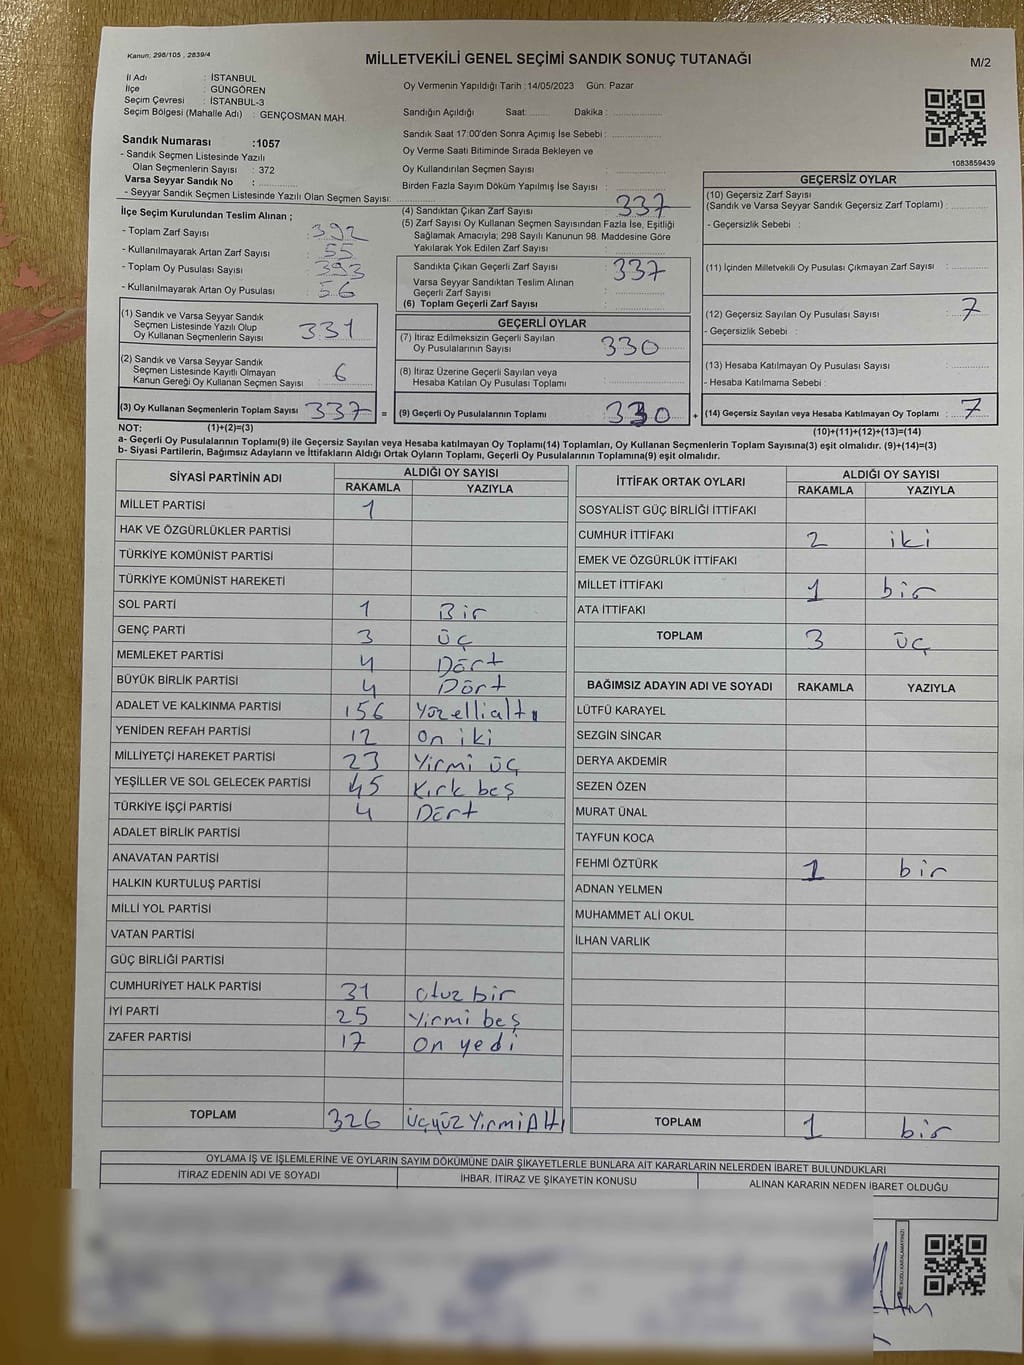 Kanun: 298/105 , 2839/4
MİLLETVEKİLİ GENEL SEÇİMİ SANDIK SONUÇ TUTANAĞI
M/2
İl Adı : İSTANBUL
İlçe : GÜNGÖREN
Seçim Çevresi : İSTANBUL-3
Seçim Bölgesi (Mahalle Adı) : GENÇOSMAN MAH.
Oy Vermenin Yapıldığı Tarih :14/05/2023 Gün: Pazar
Sandığın Açıldığı Saat:......... Dakika :
Sandık Saat 17:00'den Sonra Açımış İse Sebebi :
Oy Verme Saati Bitiminde Sırada Bekleyen ve
Oy Kullandırılan Seçmen Sayısı :
Birden Fazla Sayım Döküm Yapılmış İse Sayısı :
1083859439
Sandık Numarası :1057
- Sandık Seçmen Listesinde Yazılı
Olan Seçmenlerin Sayısı : 372
Varsa Seyyar Sandık No :
- Seyyar Sandık Seçmen Listesinde Yazılı Olan Seçmen Sayısı:
İlçe Seçim Kurulundan Teslim Alınan ;
- Toplam Zarf Sayısı : 392
- Kullanılmayarak Artan Zarf Sayısı : 55
- Toplam Oy Pusulası Sayısı : 393
- Kullanılmayarak Artan Oy Pusulası : 56
(1) Sandık ve Varsa Seyyar Sandık
Seçmen Listesinde Yazılı Olup
Oy Kullanan Seçmenlerin Sayısı 331
(2) Sandık ve Varsa Seyyar Sandık
Seçmen Listesinde Kayıtlı Olmayan
Kanun Gereği Oy Kullanan Seçmen Sayısı 6
(3) Oy Kullanan Seçmenlerin Toplam Sayısı 337 =
(4) Sandıktan Çıkan Zarf Sayısı 337
(5) Zarf Sayısı Oy Kullanan Seçmen Sayısından Fazla İse, Eşitliği
Sağlamak Amacıyla; 298 Sayılı Kanunun 98. Maddesine Göre
Yakılarak Yok Edilen Zarf Sayısı :
Sandıkta Çıkan Geçerli Zarf Sayısı 337
Varsa Seyyar Sandıktan Teslim Alınan
Geçerli Zarf Sayısı
(6) Toplam Geçerli Zarf Sayısı :
GEÇERLİ OYLAR
(7) İtiraz Edilmeksizin Geçerli Sayılan
Oy Pusulalarının Sayısı : 330
(8) İtiraz Üzerine Geçerli Sayılan veya
Hesaba Katılan Oy Pusulası Toplamı
(9) Geçerli Oy Pusulalarının Toplamı 330 +
GEÇERSİZ OYLAR
(10) Geçersiz Zarf Sayısı
(Sandık ve Varsa Seyyar Sandık Geçersiz Zarf Toplamı) :
- Geçersizlik Sebebi :
(11) İçinden Milletvekili Oy Pusulası Çıkmayan Zarf Sayısı :
(12) Geçersiz Sayılan Oy Pusulası Sayısı : 7
- Geçersizlik Sebebi :
(13) Hesaba Katılmayan Oy Pusulası Sayısı :
- Hesaba Katılmama Sebebi :
(14) Geçersiz Sayılan veya Hesaba Katılmayan Oy Toplamı : 7
NOT: (1)+(2)=(3)
(10)+(11)+(12)+(13)=(14)
a- Geçerli Oy Pusulalarının Toplamı(9) ile Geçersiz Sayılan veya Hesaba katılmayan Oy Toplamı(14) Toplamları, Oy Kullanan Seçmenlerin Toplam Sayısına(3) eşit olmalıdır. (9)+(14)=(3)
b- Siyasi Partilerin, Bağımsız Adayların ve İttifakların Aldığı Oyların Toplamı, Geçerli Oy Pusulalarının Toplamına(9) eşit olmalıdır.
SİYASİ PARTİNİN ADI
ALDIĞI OY SAYISI
RAKAMLA YAZIYLA
MİLLET PARTİSİ 1
HAK VE ÖZGÜRLÜKLER PARTİSİ
TÜRKİYE KOMÜNİST PARTİSİ
TÜRKİYE KOMÜNİST HAREKETİ
SOL PARTİ 1 Bir
GENÇ PARTİ 3 üç
MEMLEKET PARTİSİ 4 Dört
BÜYÜK BİRLİK PARTİSİ 4 Dört
ADALET VE KALKINMA PARTİSİ 156 Yüzellialtı
YENİDEN REFAH PARTİSİ 12 on iki
MİLLİYETÇİ HAREKET PARTİSİ 23 Yirmi üç
YEŞİLLER VE SOL GELECEK PARTİSİ 45 Kırk beş
TÜRKİYE İŞÇİ PARTİSİ 4 Dört
ADALET BİRLİK PARTİSİ
ANAVATAN PARTİSİ
HALKIN KURTULUŞ PARTİSİ
MİLLİ YOL PARTİSİ
VATAN PARTİSİ
GÜÇ BİRLİĞİ PARTİSİ
CUMHURİYET HALK PARTİSİ 31 otuz bir
İYİ PARTİ 25 Yirmi beş
ZAFER PARTİSİ 17 on yedi
TOPLAM 326 üçyüz YirmiAltı
İTTİFAK ORTAK OYLARI
ALDIĞI OY SAYISI
RAKAMLA YAZIYLA
SOSYALİST GÜÇ BİRLİĞİ İTTİFAKI
CUMHUR İTTİFAKI 2 iki
EMEK VE ÖZGÜRLÜK İTTİFAKI
MİLLET İTTİFAKI 1 bir
ATA İTTİFAKI
TOPLAM 3 üç
BAĞIMSIZ ADAYIN ADI VE SOYADI RAKAMLA YAZIYLA
LÜTFÜ KARAYEL
SEZGİN SİNCAR
DERYA AKDEMİR
SEZEN ÖZEN
MURAT ÜNAL
TAYFUN KOCA
FEHMİ ÖZTÜRK 1 bir
ADNAN YELMEN
MUHAMMET ALİ OKUL
İLHAN VARLIK
TOPLAM 1 bir
OYLAMA İŞ VE İŞLEMLERİNE VE OYLARIN SAYIM DÖKÜMÜNE DAİR ŞİKAYETLERLE BUNLARA AİT KARARLARIN NELERDEN İBARET BULUNDUKLARI
İTİRAZ EDENİN ADI VE SOYADI İHBAR, İTİRAZ VE ŞİKAYETİN KONUSU ALINAN KARARIN NEDEN İBARET OLDUĞU